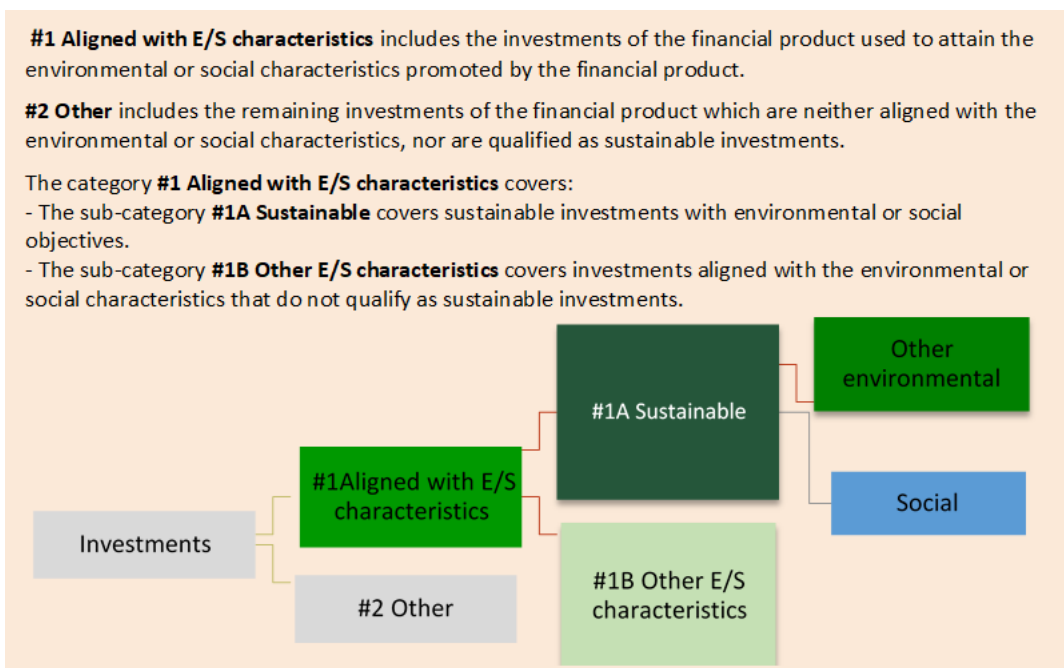 #1 Aligned with E/S characteristics includes the investments of the financial product used to attain the
environmental or social characteristics promoted by the financial product.
#2 Other includes the remaining investments of the financial product which are neither aligned with the
environmental or social characteristics, nor are qualified as sustainable investments.
The category #1 Aligned with E/S characteristics covers:
- The sub-category #1A Sustainable covers sustainable investments with environmental or social
objectives.
- The sub-category #1B Other E/S characteristics covers investments aligned with the environmental or
social characteristics that do not qualify as sustainable investments.
Investments
#1Aligned with E/S
characteristics
#2 Other
#1A Sustainable
#1B Other E/S
characteristics
Other
environmental
Social